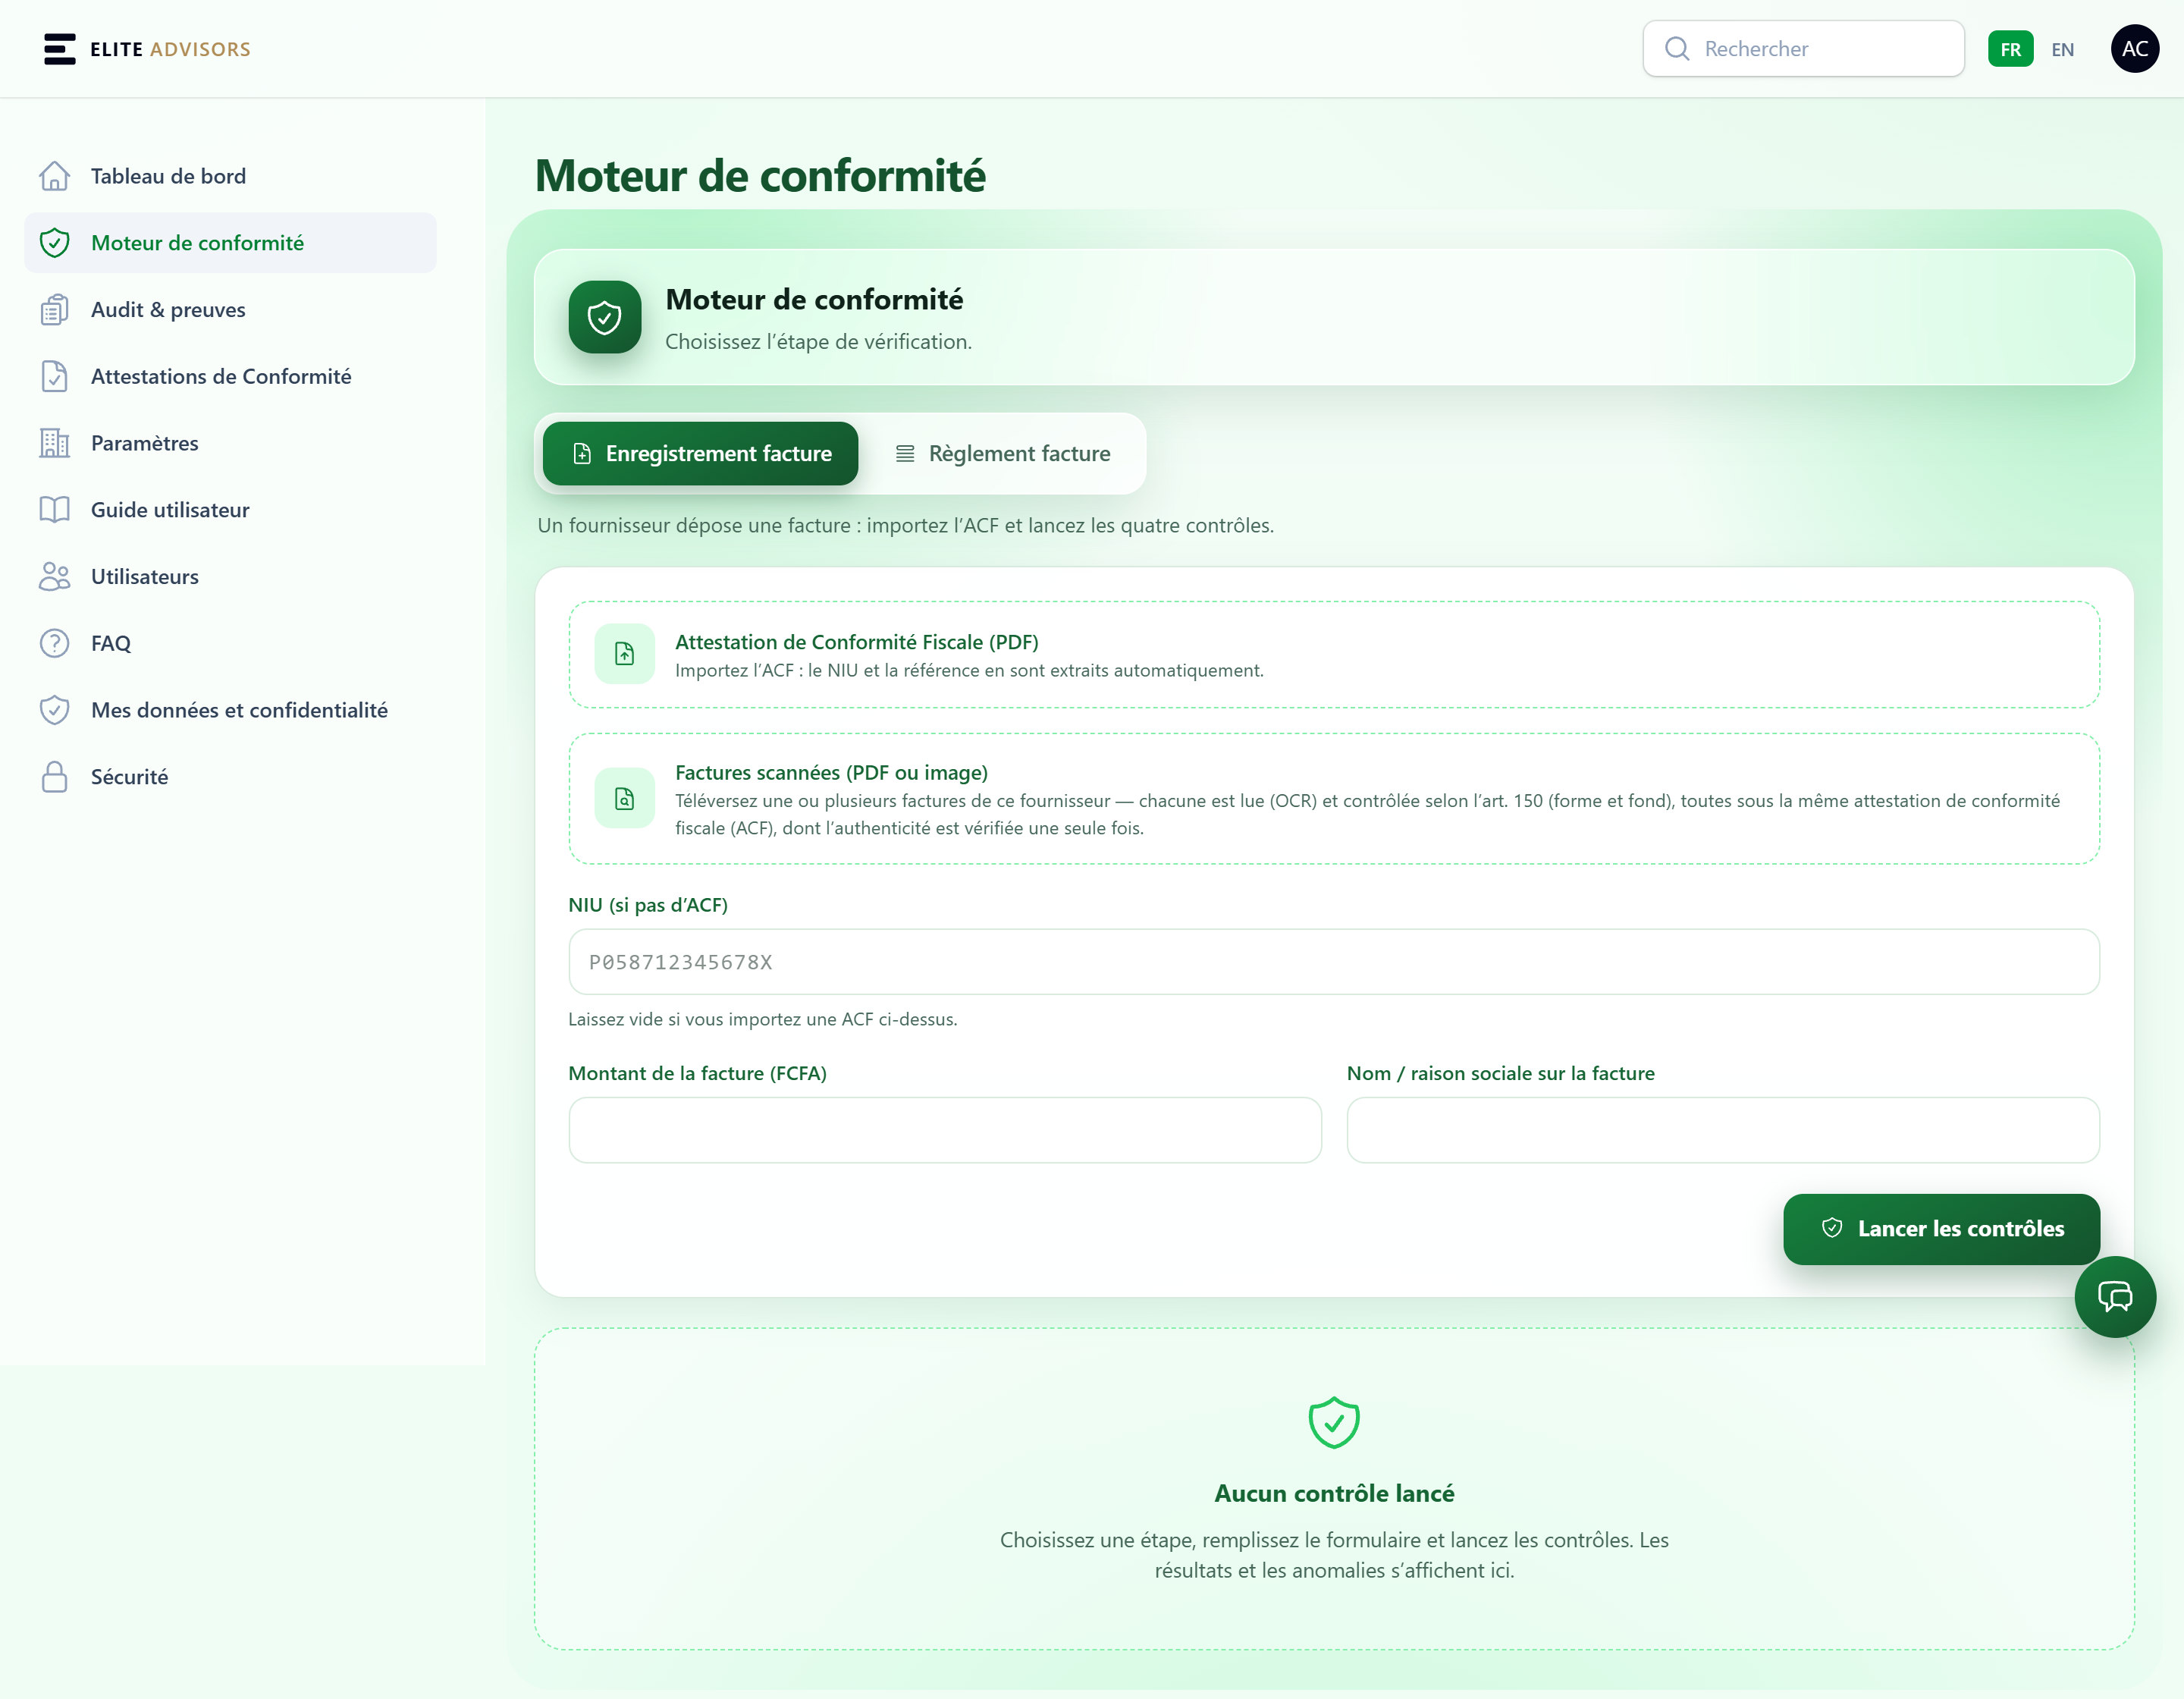 ELITE ADVISORS
Rechercher
FR
EN
AC
Tableau de bord
Moteur de conformité
Audit & preuves
Attestations de Conformité
Paramètres
Guide utilisateur
Utilisateurs
FAQ
Mes données et confidentialité
Sécurité
Moteur de conformité
Moteur de conformité
Choisissez l’étape de vérification.
Enregistrement facture
Règlement facture
Un fournisseur dépose une facture : importez l’ACF et lancez les quatre contrôles.
Attestation de Conformité Fiscale (PDF)
Importez l’ACF : le NIU et la référence en sont extraits automatiquement.
Factures scannées (PDF ou image)
Téléversez une ou plusieurs factures de ce fournisseur — chacune est lue (OCR) et contrôlée selon l’art. 150 (forme et fond), toutes sous la même attestation de conformité
fiscale (ACF), dont l’authenticité est vérifiée une seule fois.
NIU (si pas d’ACF)
P058712345678X
Laissez vide si vous importez une ACF ci-dessus.
Montant de la facture (FCFA)
Nom / raison sociale sur la facture
Lancer les contrôles
Aucun contrôle lancé
Choisissez une étape, remplissez le formulaire et lancez les contrôles. Les
résultats et les anomalies s’affichent ici.